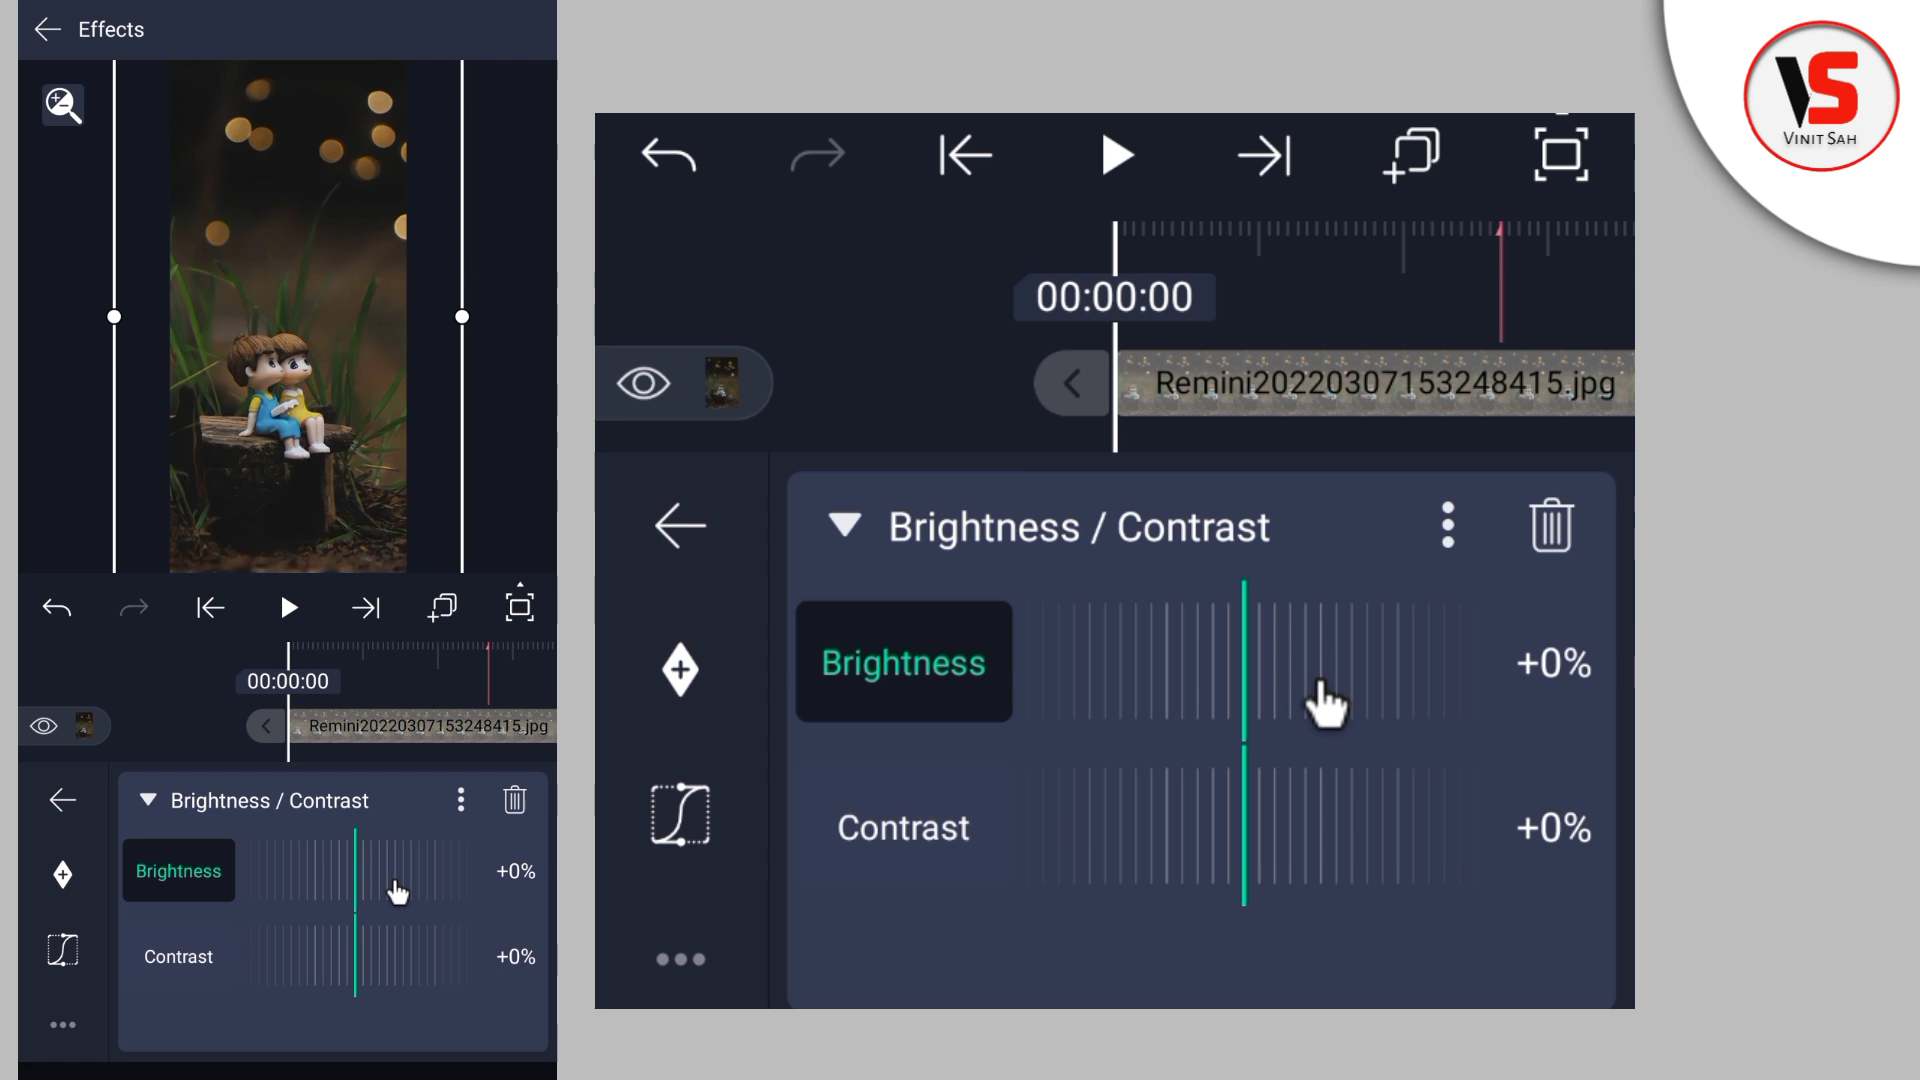 Effects
00:00:00
Remini20220307153248415.jpg
Brightness / Contrast
Brightness
+0%
Contrast
+0%
00:00:00
Remini20220307153248415.jpg
Brightness / Contrast
Brightness
+0%
Contrast
+0%
VS
VINIT SAH